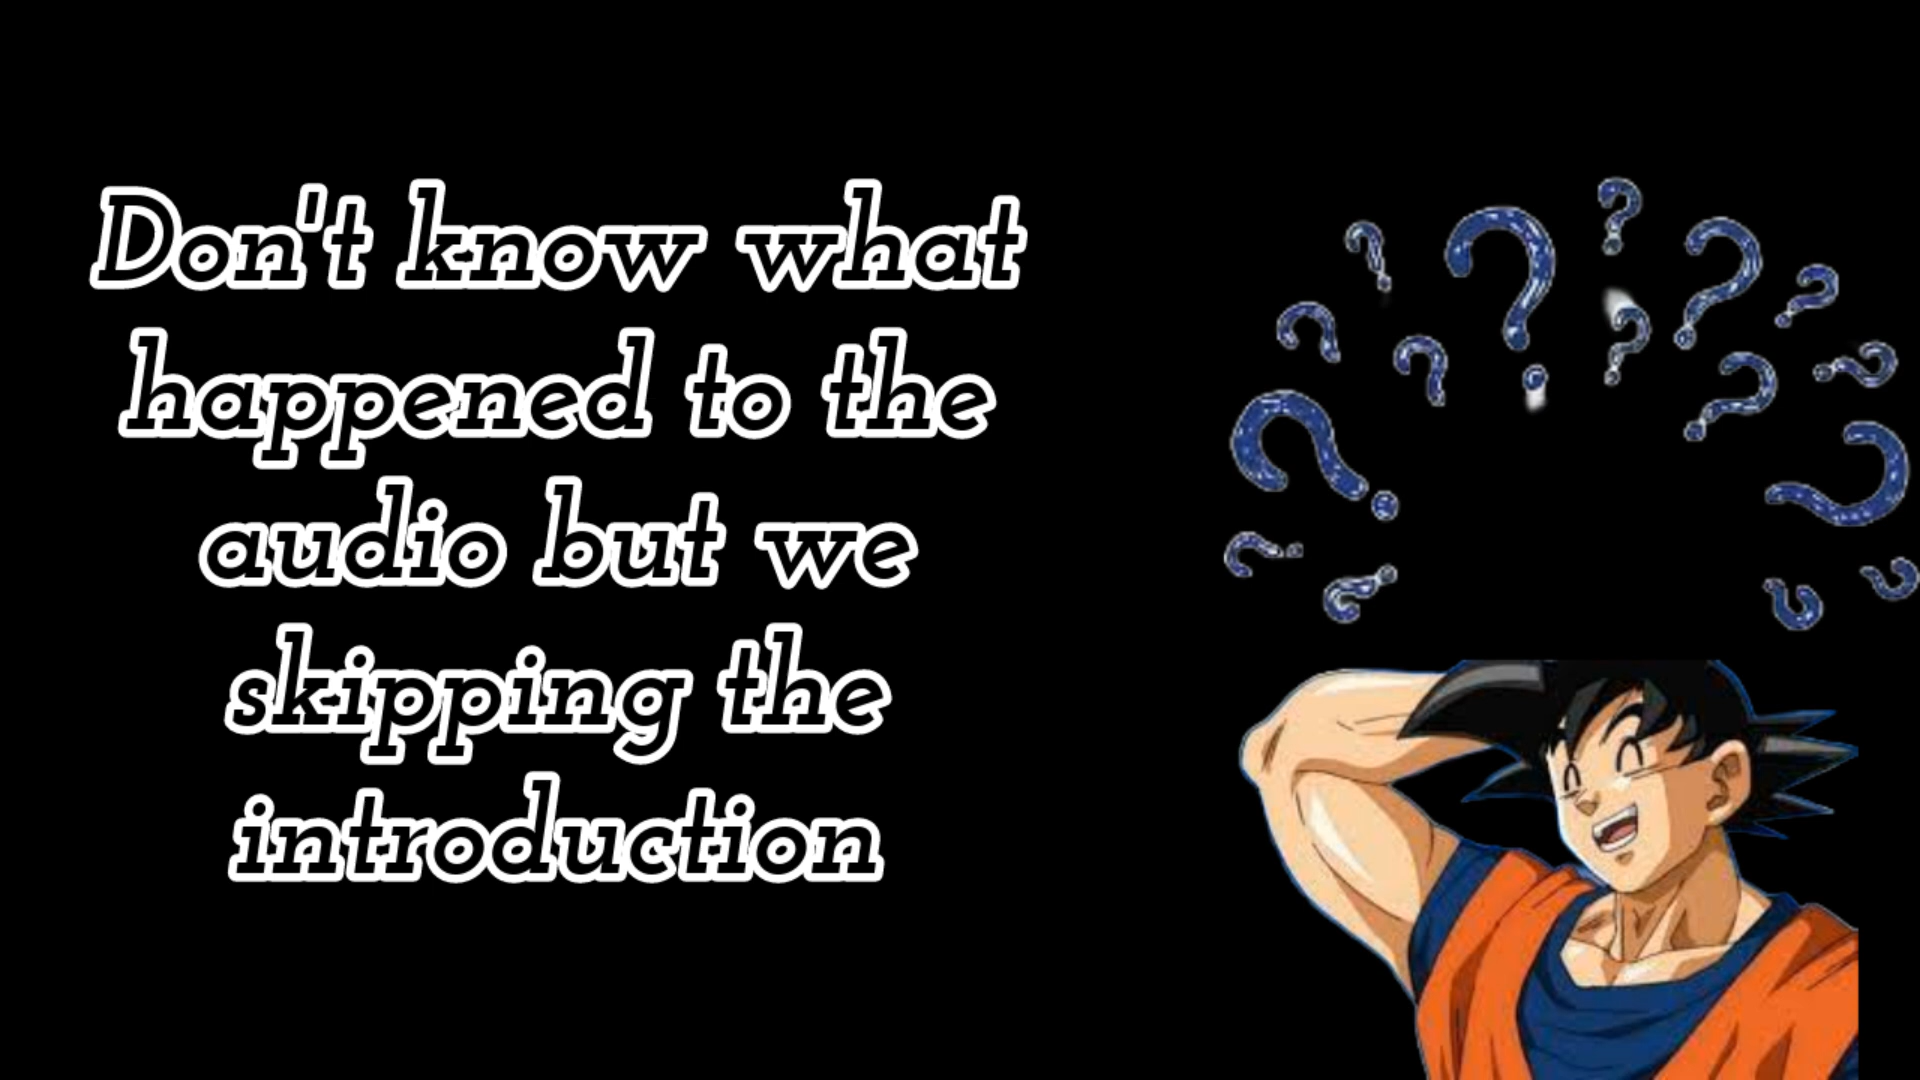 Don't know what
happened to the
audio but we
skipping the
introduction